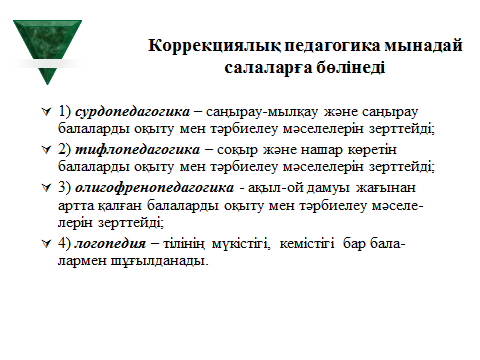 Коррекциялық педагогика мынадай
салаларға бөлінеді
1) сурдопедагогика – саңырау-мылқау және саңырау
балаларды оқыту мен тәрбиелеу мәселелерін зерттейді;
2) тифлопедагогика – соқыр және нашар көретін
балаларды оқыту мен тәрбиелеу мәселелерін зерттейді;
3) олигофренопедагогика - ақыл-ой дамуы жағынан
артта қалған балаларды оқыту мен тәрбиелеу мәселе-
лерін зерттейді;
4) логопедия – тілінің мүкістігі, кемістігі бар бала-
лармен шұғылданады.